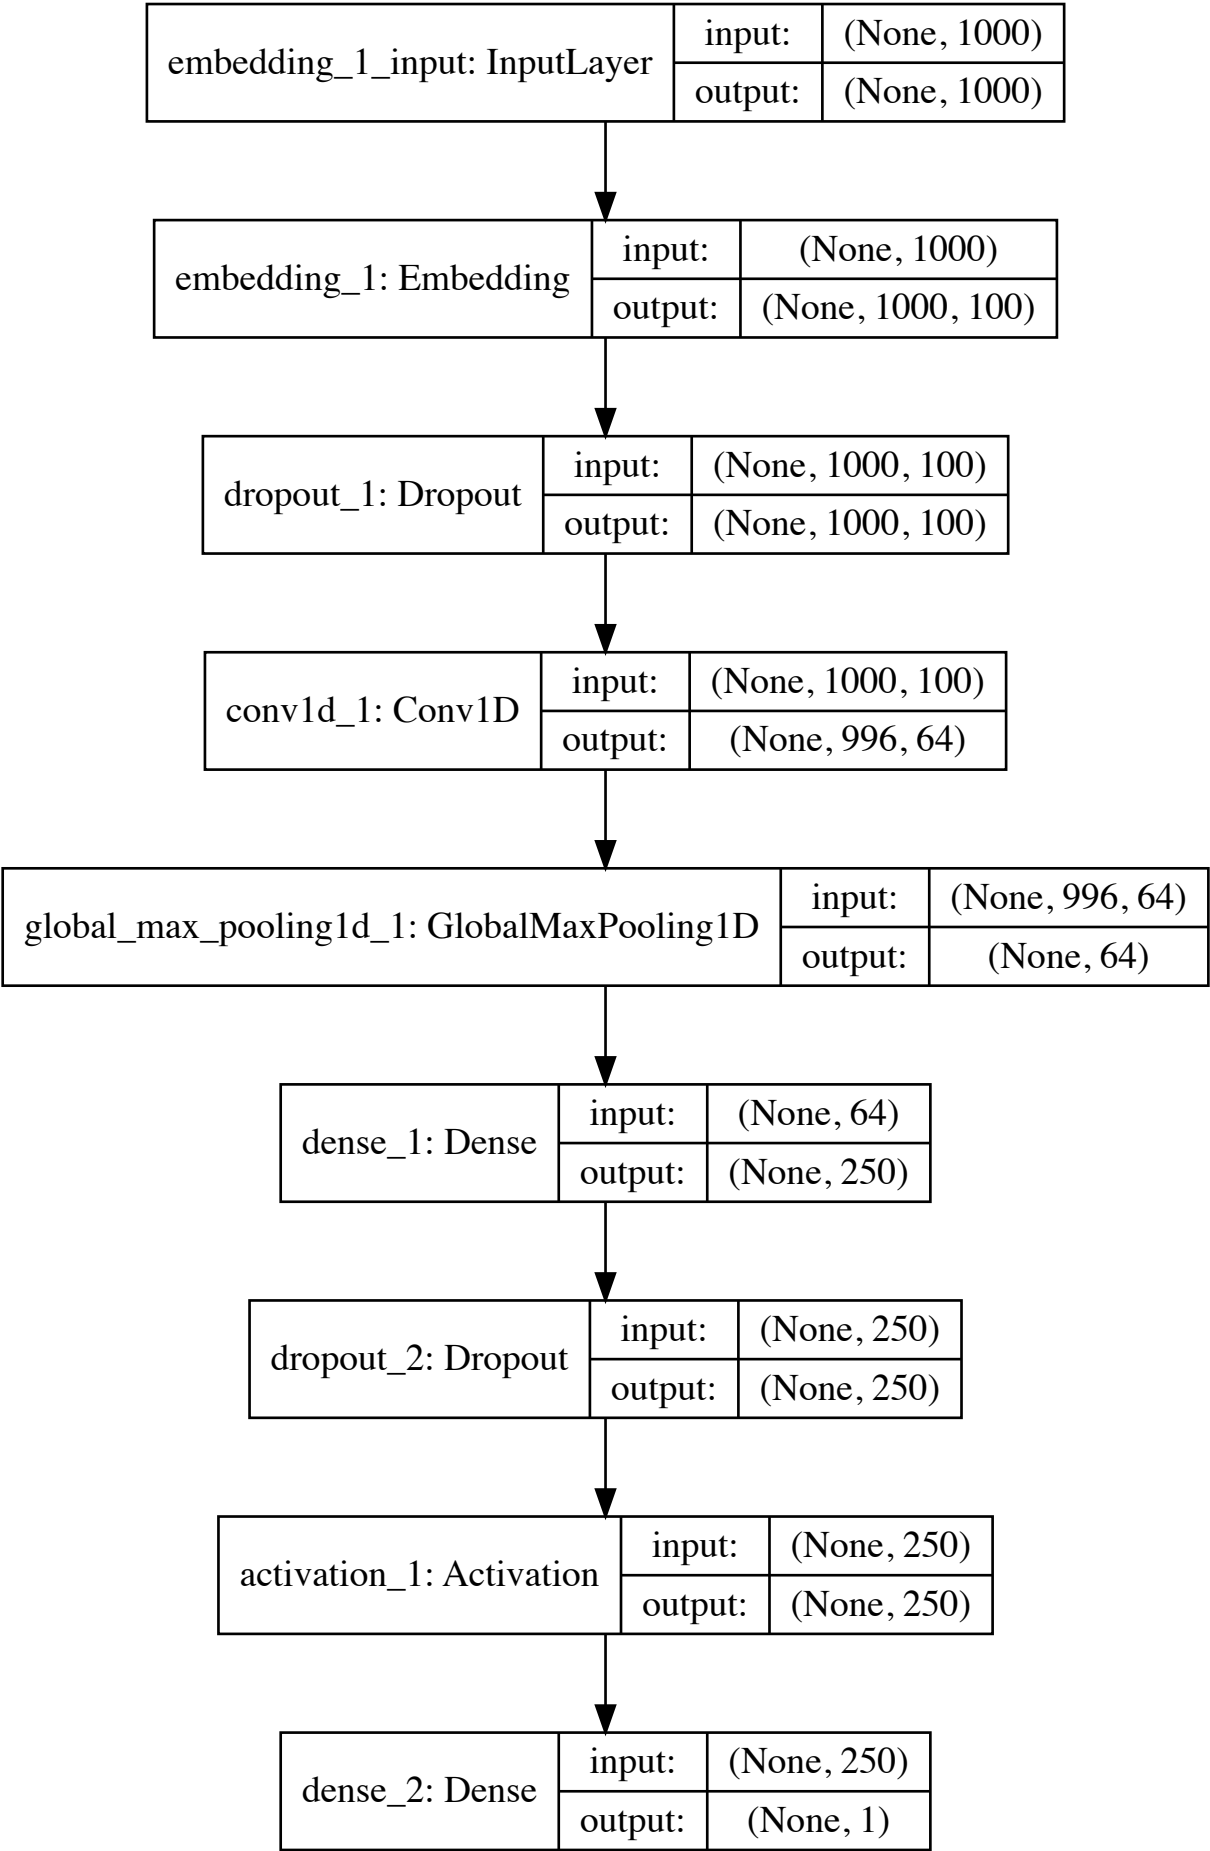 embedding_1_input: InputLayer
input:
(None, 1000)
output:
(None, 1000)
embedding_1: Embedding
input:
(None, 1000)
output:
(None, 1000, 100)
dropout_1: Dropout
input:
(None, 1000, 100)
output:
(None, 1000, 100)
conv1d_1: Conv1D
input:
(None, 1000, 100)
output:
(None, 996, 64)
global_max_pooling1d_1: GlobalMaxPooling1D
input:
(None, 996, 64)
output:
(None, 64)
dense_1: Dense
input:
(None, 64)
output:
(None, 250)
dropout_2: Dropout
input:
(None, 250)
output:
(None, 250)
activation_1: Activation
input:
(None, 250)
output:
(None, 250)
dense_2: Dense
input:
(None, 250)
output:
(None, 1)